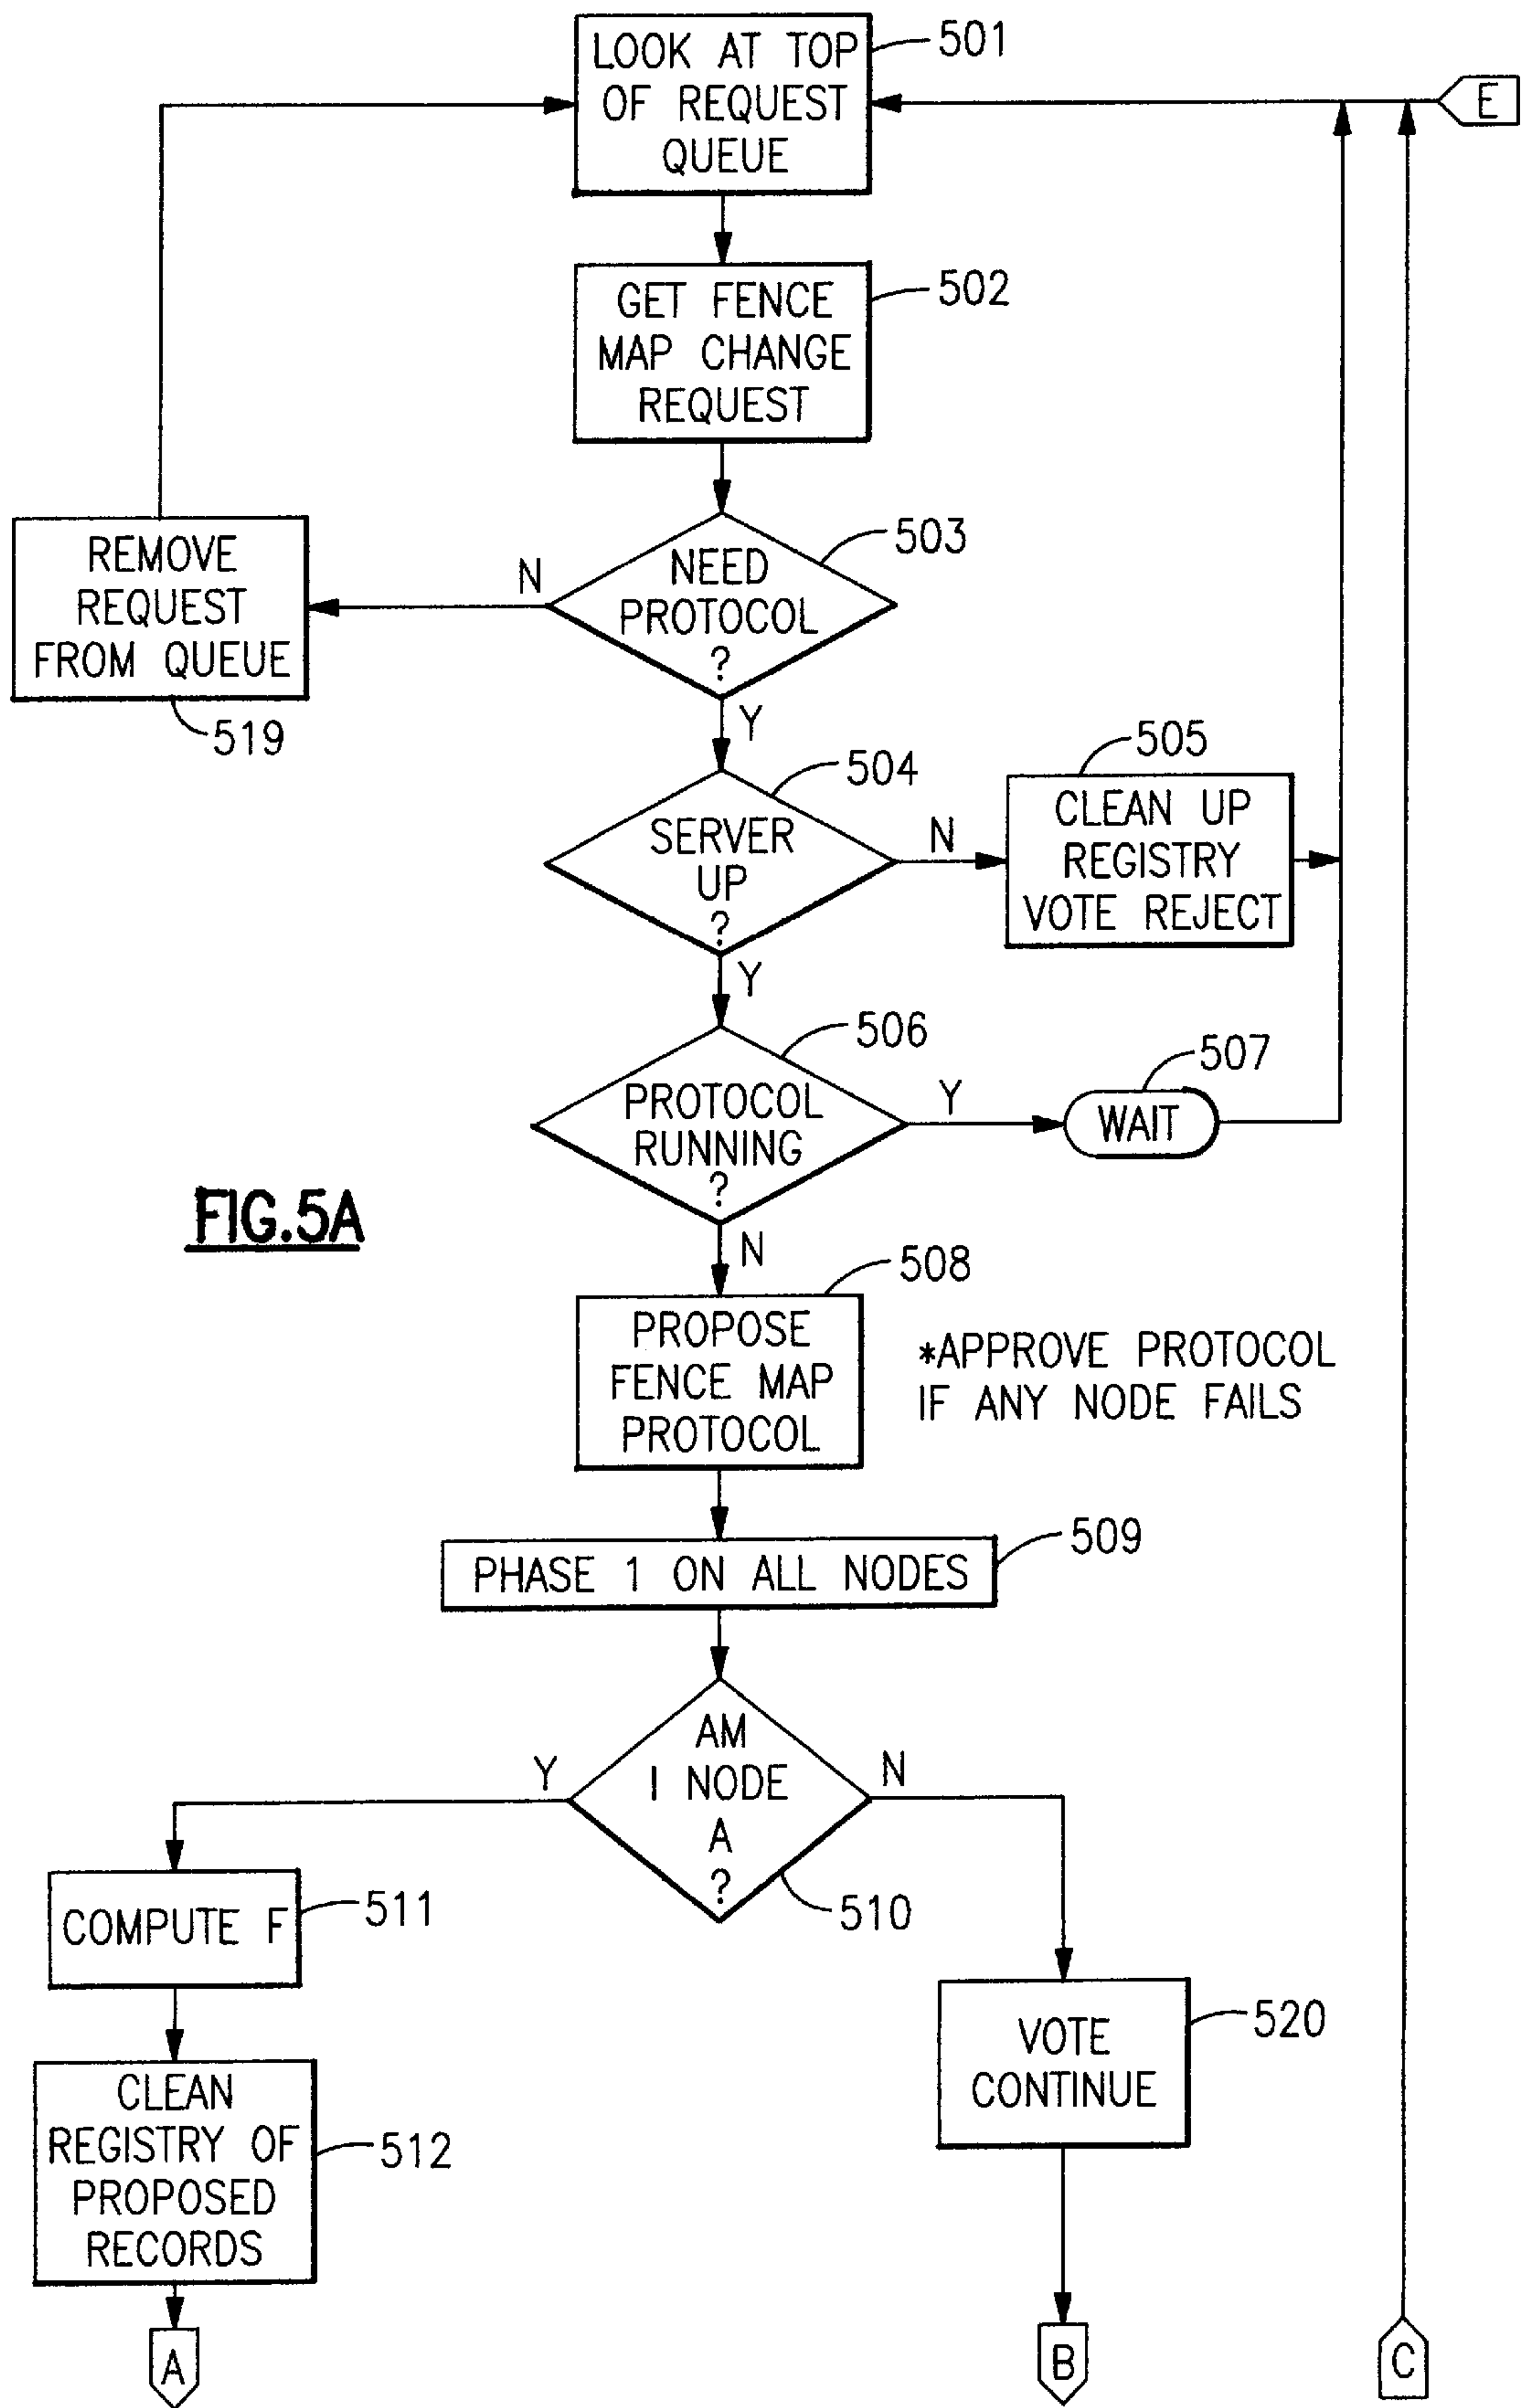 LOOK AT TOP
OF REQUEST
QUEUE
501
E
GET FENCE
MAP CHANGE
REQUEST
502
NEED
PROTOCOL
?
503
N
REMOVE
REQUEST
FROM QUEUE
519
Y
SERVER
UP
?
504
N
505
CLEAN UP
REGISTRY
VOTE REJECT
Y
PROTOCOL
RUNNING
?
506
Y
507
WAIT
FIG.5A
N
PROPOSE
FENCE MAP
PROTOCOL
508
*APPROVE PROTOCOL
IF ANY NODE FAILS
PHASE 1 ON ALL NODES
509
AM
I NODE
A
?
510
Y
N
COMPUTE F
511
VOTE
CONTINUE
520
CLEAN
REGISTRY OF
PROPOSED
RECORDS
512
A
B
C